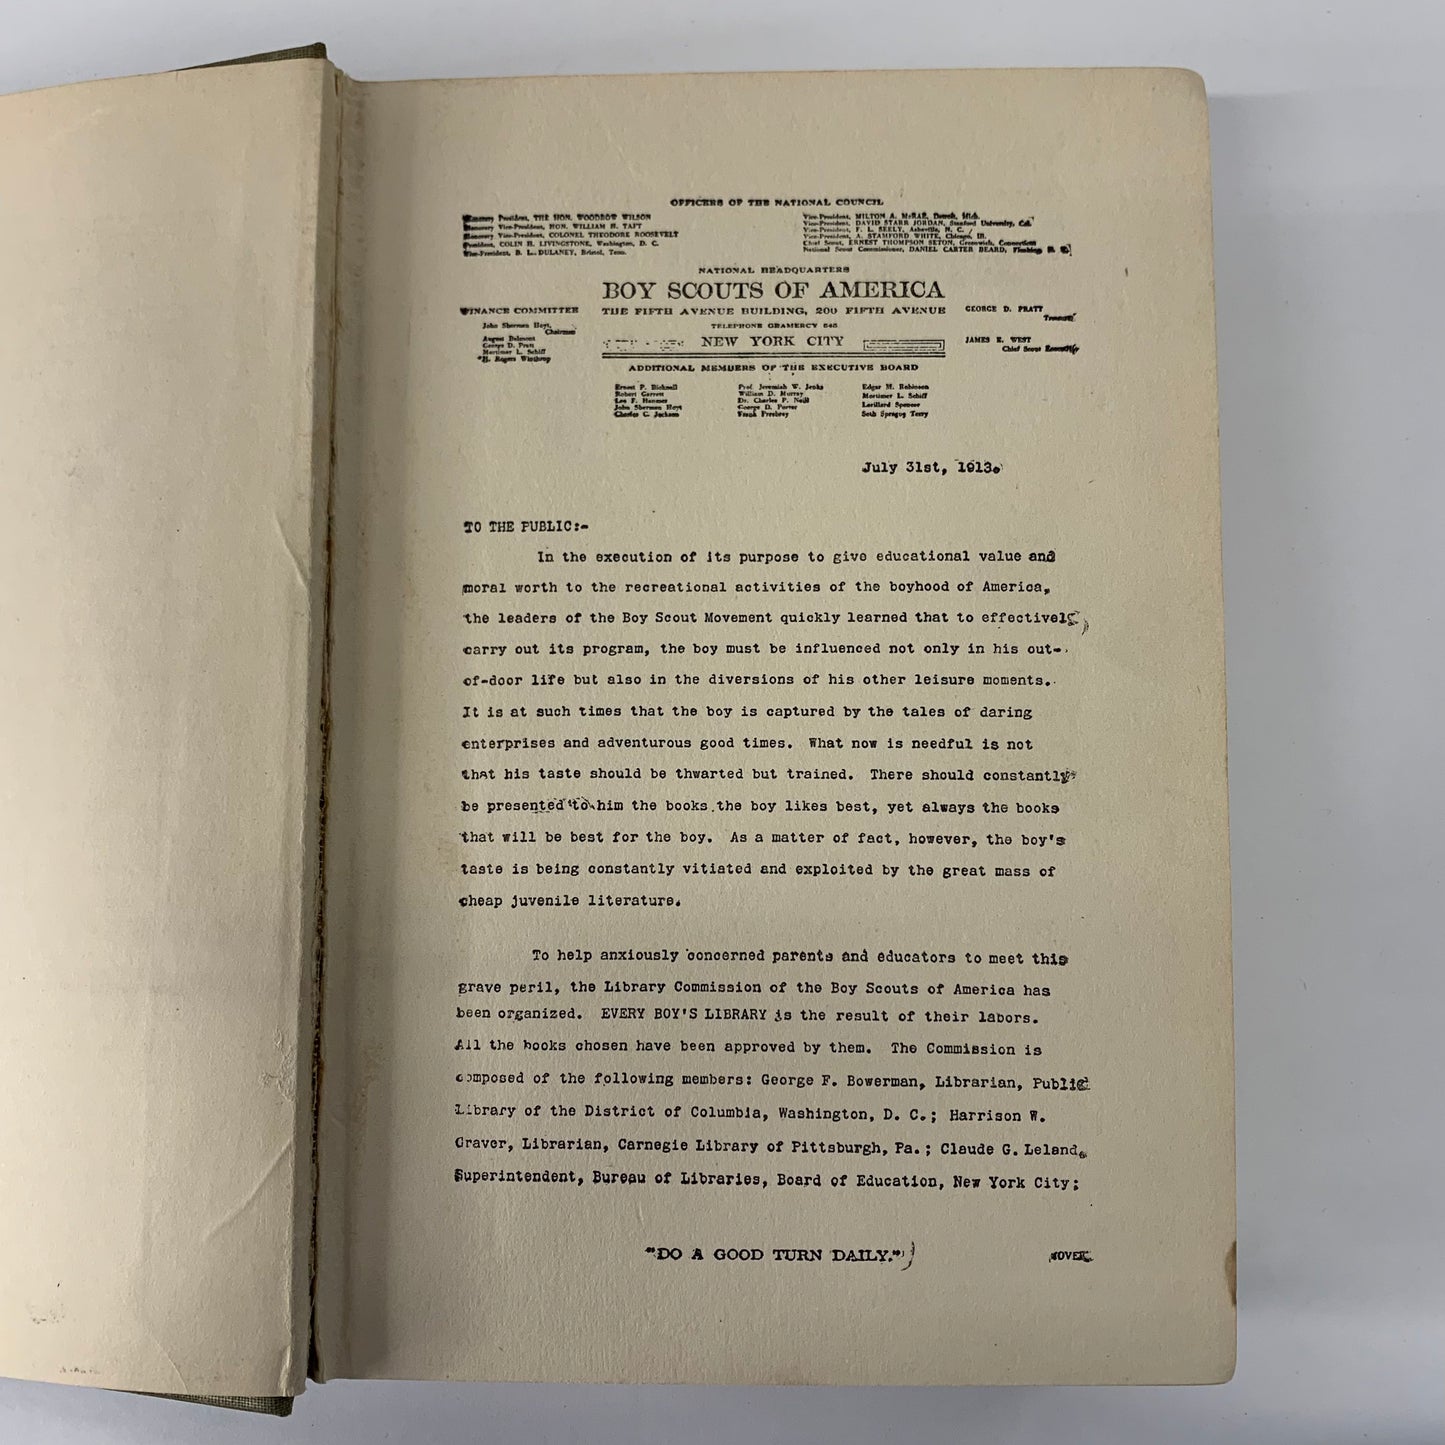 OFFICERS OF THE NATIONAL COUNCIL
Honorary President, THE HON. WOODROW WILSON
Honorary Vice-President, HON. WILLIAM H. TAFT
Honorary Vice-President, COLONEL THEODORE ROOSEVELT
President, COLIN H. LIVINGSTONE, Washington, D. C.
Vice-President, B. L. DULANEY, Bristol, Tenn.
Vice-President, MILTON A. McRAE, Detroit, Mich.
Vice-President, DAVID STARR JORDAN, Stanford University, Cal.
Vice-President, F. L. SEELY, Asheville, N. C.
Vice-President, A. STAMFORD WHITE, Chicago, Ill.
Chief Scout, ERNEST THOMPSON SETON, Greenwich, Connecticut
National Scout Commissioner, DANIEL CARTER BEARD, Flushing, N. Y.
NATIONAL HEADQUARTERS
BOY SCOUTS OF AMERICA
THE FIFTH AVENUE BUILDING, 200 FIFTH AVENUE
TELEPHONE GRAMERCY 545
NEW YORK CITY
FINANCE COMMITTEE
John Sherman Hoyt,
Chairman
August Belmont
George D. Pratt
Mortimer L. Schiff
H. Rogers Winthrop
GEORGE D. PRATT
Treasurer
JAMES E. WEST
Chief Scout Executive
ADDITIONAL MEMBERS OF THE EXECUTIVE BOARD
Ernest P. Bicknell
Robert Garrett
Lee F. Hanmer
John Sherman Hoyt
Charles C. Jackson
Prof. Jeremiah W. Jenks
William D. Murray
Dr. Charles P. Neill
George D. Porter
Frank Presbrey
Edgar M. Robinson
Mortimer L. Schiff
Lorillard Spencer
Seth Sprague Terry
July 31st, 1913.
TO THE PUBLIC:-
In the execution of its purpose to give educational value and
moral worth to the recreational activities of the boyhood of America,
the leaders of the Boy Scout Movement quickly learned that to effectively
carry out its program, the boy must be influenced not only in his out-
of-door life but also in the diversions of his other leisure moments.
It is at such times that the boy is captured by the tales of daring
enterprises and adventurous good times. What now is needful is not
that his taste should be thwarted but trained. There should constantly
be presented to him the books the boy likes best, yet always the books
that will be best for the boy. As a matter of fact, however, the boy's
taste is being constantly vitiated and exploited by the great mass of
cheap juvenile literature.
To help anxiously concerned parents and educators to meet this
grave peril, the Library Commission of the Boy Scouts of America has
been organized. EVERY BOY'S LIBRARY is the result of their labors.
All the books chosen have been approved by them. The Commission is
composed of the following members: George F. Bowerman, Librarian, Public
Library of the District of Columbia, Washington, D. C.; Harrison W.
Graver, Librarian, Carnegie Library of Pittsburgh, Pa.; Claude G. Leland,
Superintendent, Bureau of Libraries, Board of Education, New York City;
"DO A GOOD TURN DAILY."
OVER